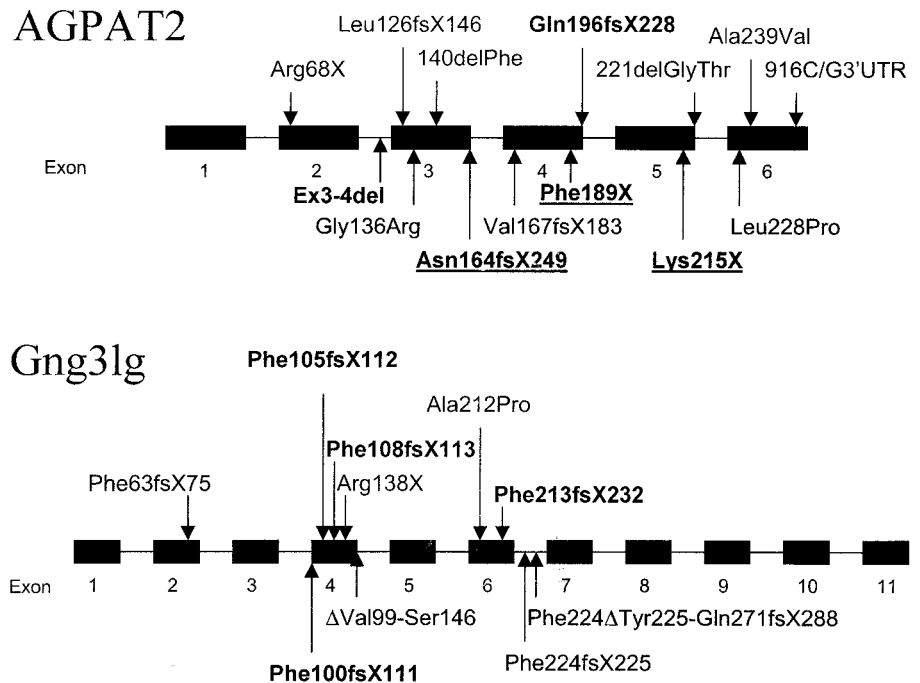 AGPAT2
Leu126fsX146
Gln196fsX228
Ala239Val
Arg68X
140delPhe
221delGlyThr
916C/G3'UTR
Exon
1 2 3 4 5 6
Ex3-4del
Phe189X
Gly136Arg
Val167fsX183
Leu228Pro
Asn164fsX249
Lys215X
Gng3lg
Phe105fsX112
Ala212Pro
Phe108fsX113
Phe63fsX75
Arg138X
Phe213fsX232
Exon
1 2 3 4 5 6 7 8 9 10 11
ΔVal99-Ser146
Phe224ΔTyr225-Gln271fsX288
Phe100fsX111
Phe224fsX225